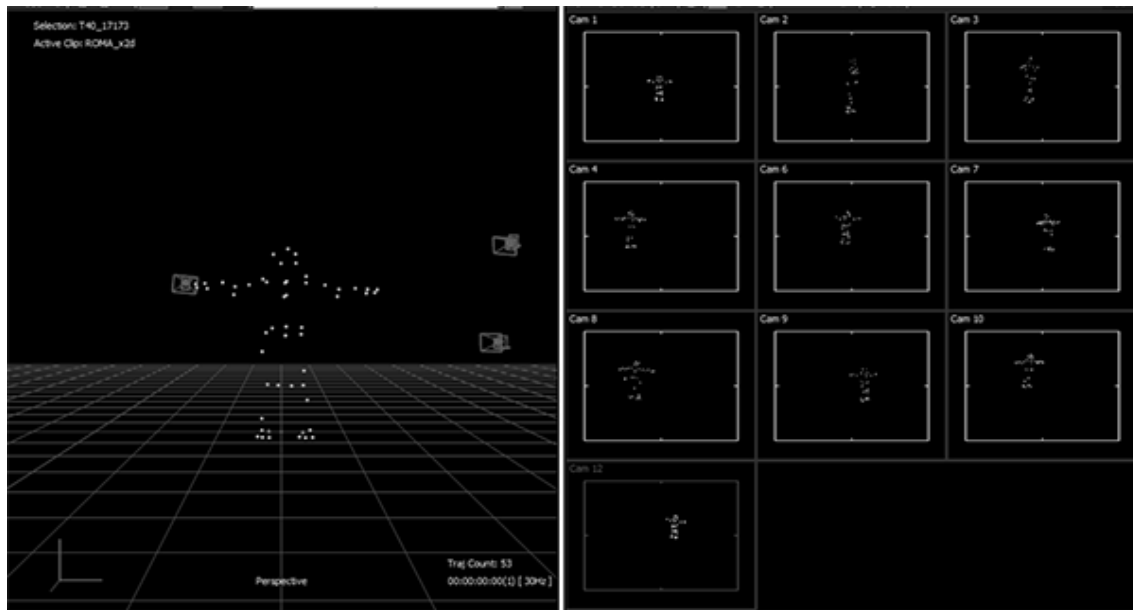 Selection: T40_17173
Active Clip: ROMA_x2d
Perspective
Traj Count: 53
00:00:00:00(1) [ 30Hz ]
Cam 1
Cam 2
Cam 3
Cam 4
Cam 6
Cam 7
Cam 8
Cam 9
Cam 10
Cam 12